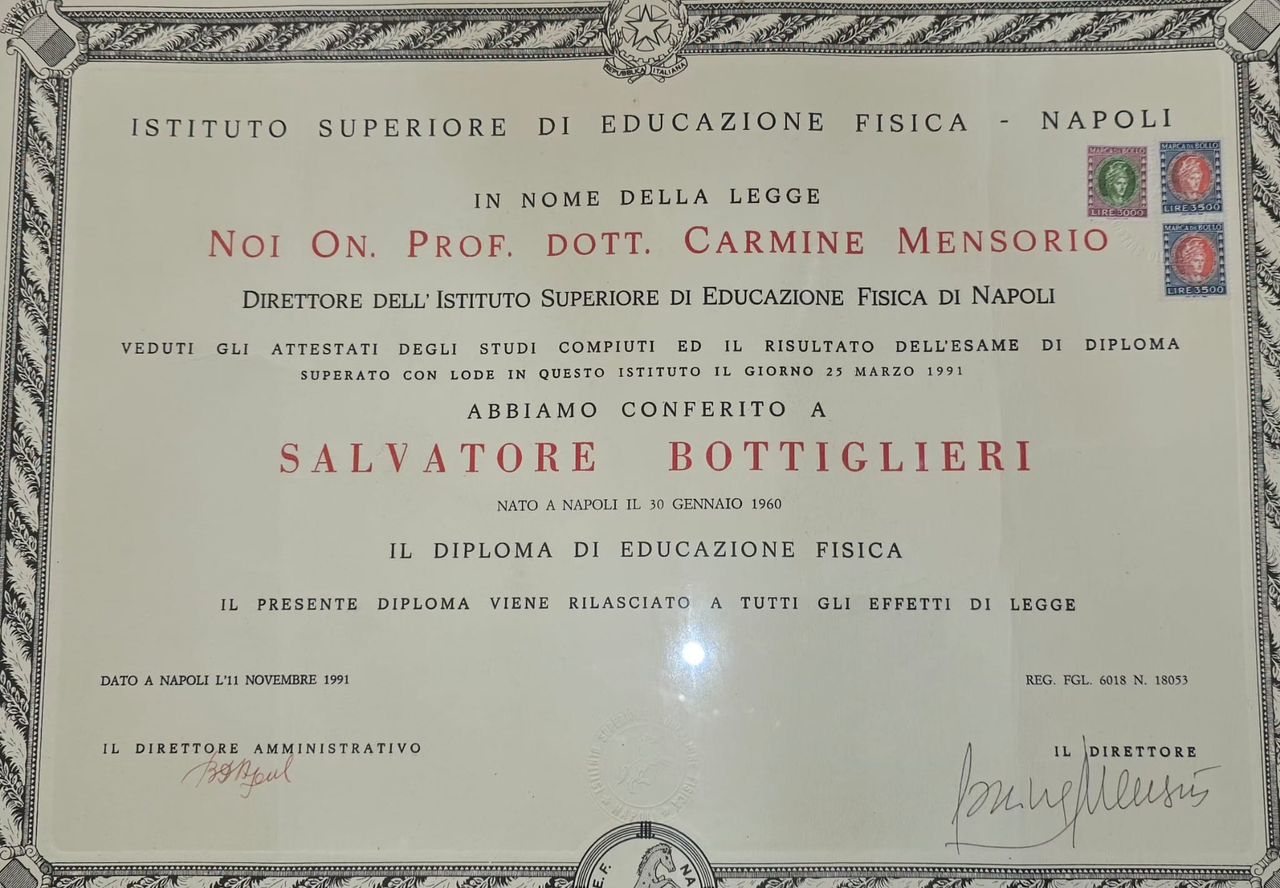 REPUBBLICA ITALIANA
ISTITUTO SUPERIORE DI EDUCAZIONE FISICA - NAPOLI
MARCA DA BOLLO
LIRE 3000
MARCA DA BOLLO
LIRE 3500
MARCA DA BOLLO
LIRE 3500
IN NOME DELLA LEGGE
NOI ON. PROF. DOTT. CARMINE MENSORIO
DIRETTORE DELL'ISTITUTO SUPERIORE DI EDUCAZIONE FISICA DI NAPOLI
VEDUTI GLI ATTESTATI DEGLI STUDI COMPIUTI ED IL RISULTATO DELL'ESAME DI DIPLOMA
SUPERATO CON LODE IN QUESTO ISTITUTO IL GIORNO 25 MARZO 1991
ABBIAMO CONFERITO A
SALVATORE BOTTIGLIERI
NATO A NAPOLI IL 30 GENNAIO 1960
IL DIPLOMA DI EDUCAZIONE FISICA
IL PRESENTE DIPLOMA VIENE RILASCIATO A TUTTI GLI EFFETTI DI LEGGE
DATO A NAPOLI L'11 NOVEMBRE 1991
REG. FGL. 6018 N. 18053
IL DIRETTORE AMMINISTRATIVO
IL DIRETTORE
E.F. NA